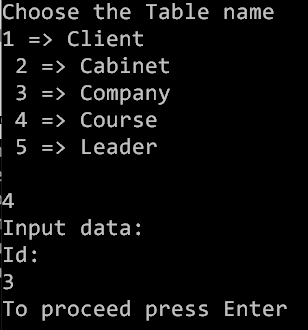 Choose the Table name
1 => Client
2 => Cabinet
3 => Company
4 => Course
5 => Leader
4
Input data:
Id:
3
To proceed press Enter